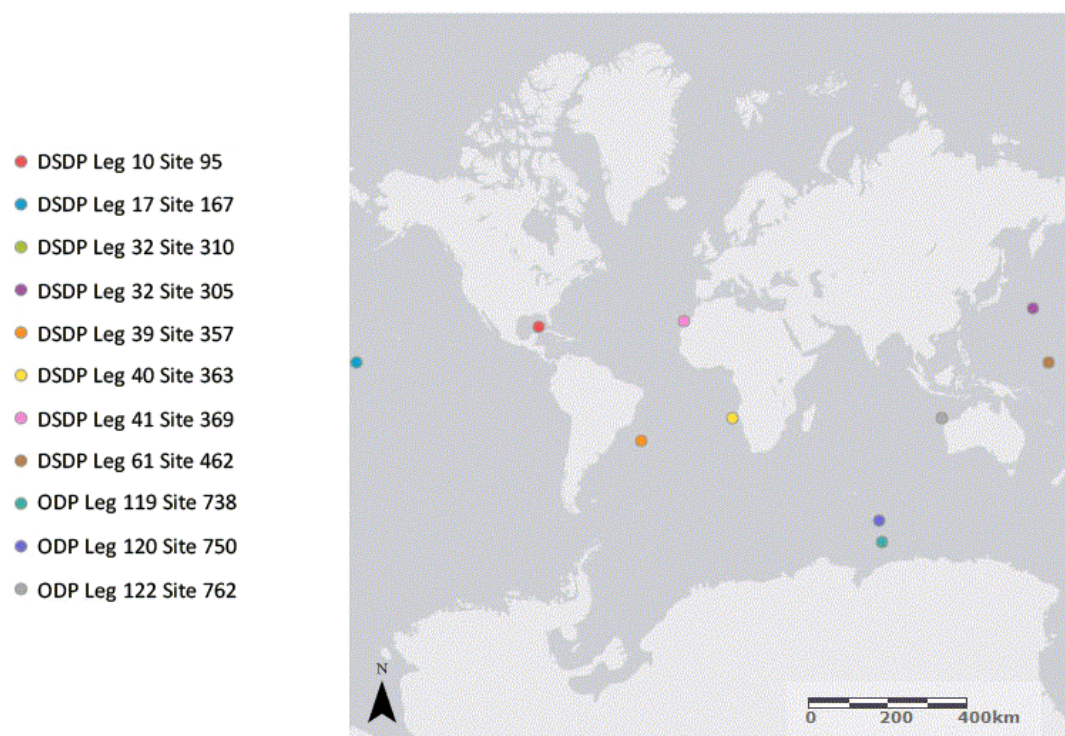 DSDP Leg 10 Site 95
DSDP Leg 17 Site 167
DSDP Leg 32 Site 310
DSDP Leg 32 Site 305
DSDP Leg 39 Site 357
DSDP Leg 40 Site 363
DSDP Leg 41 Site 369
DSDP Leg 61 Site 462
ODP Leg 119 Site 738
ODP Leg 120 Site 750
ODP Leg 122 Site 762
N
0 200 400km